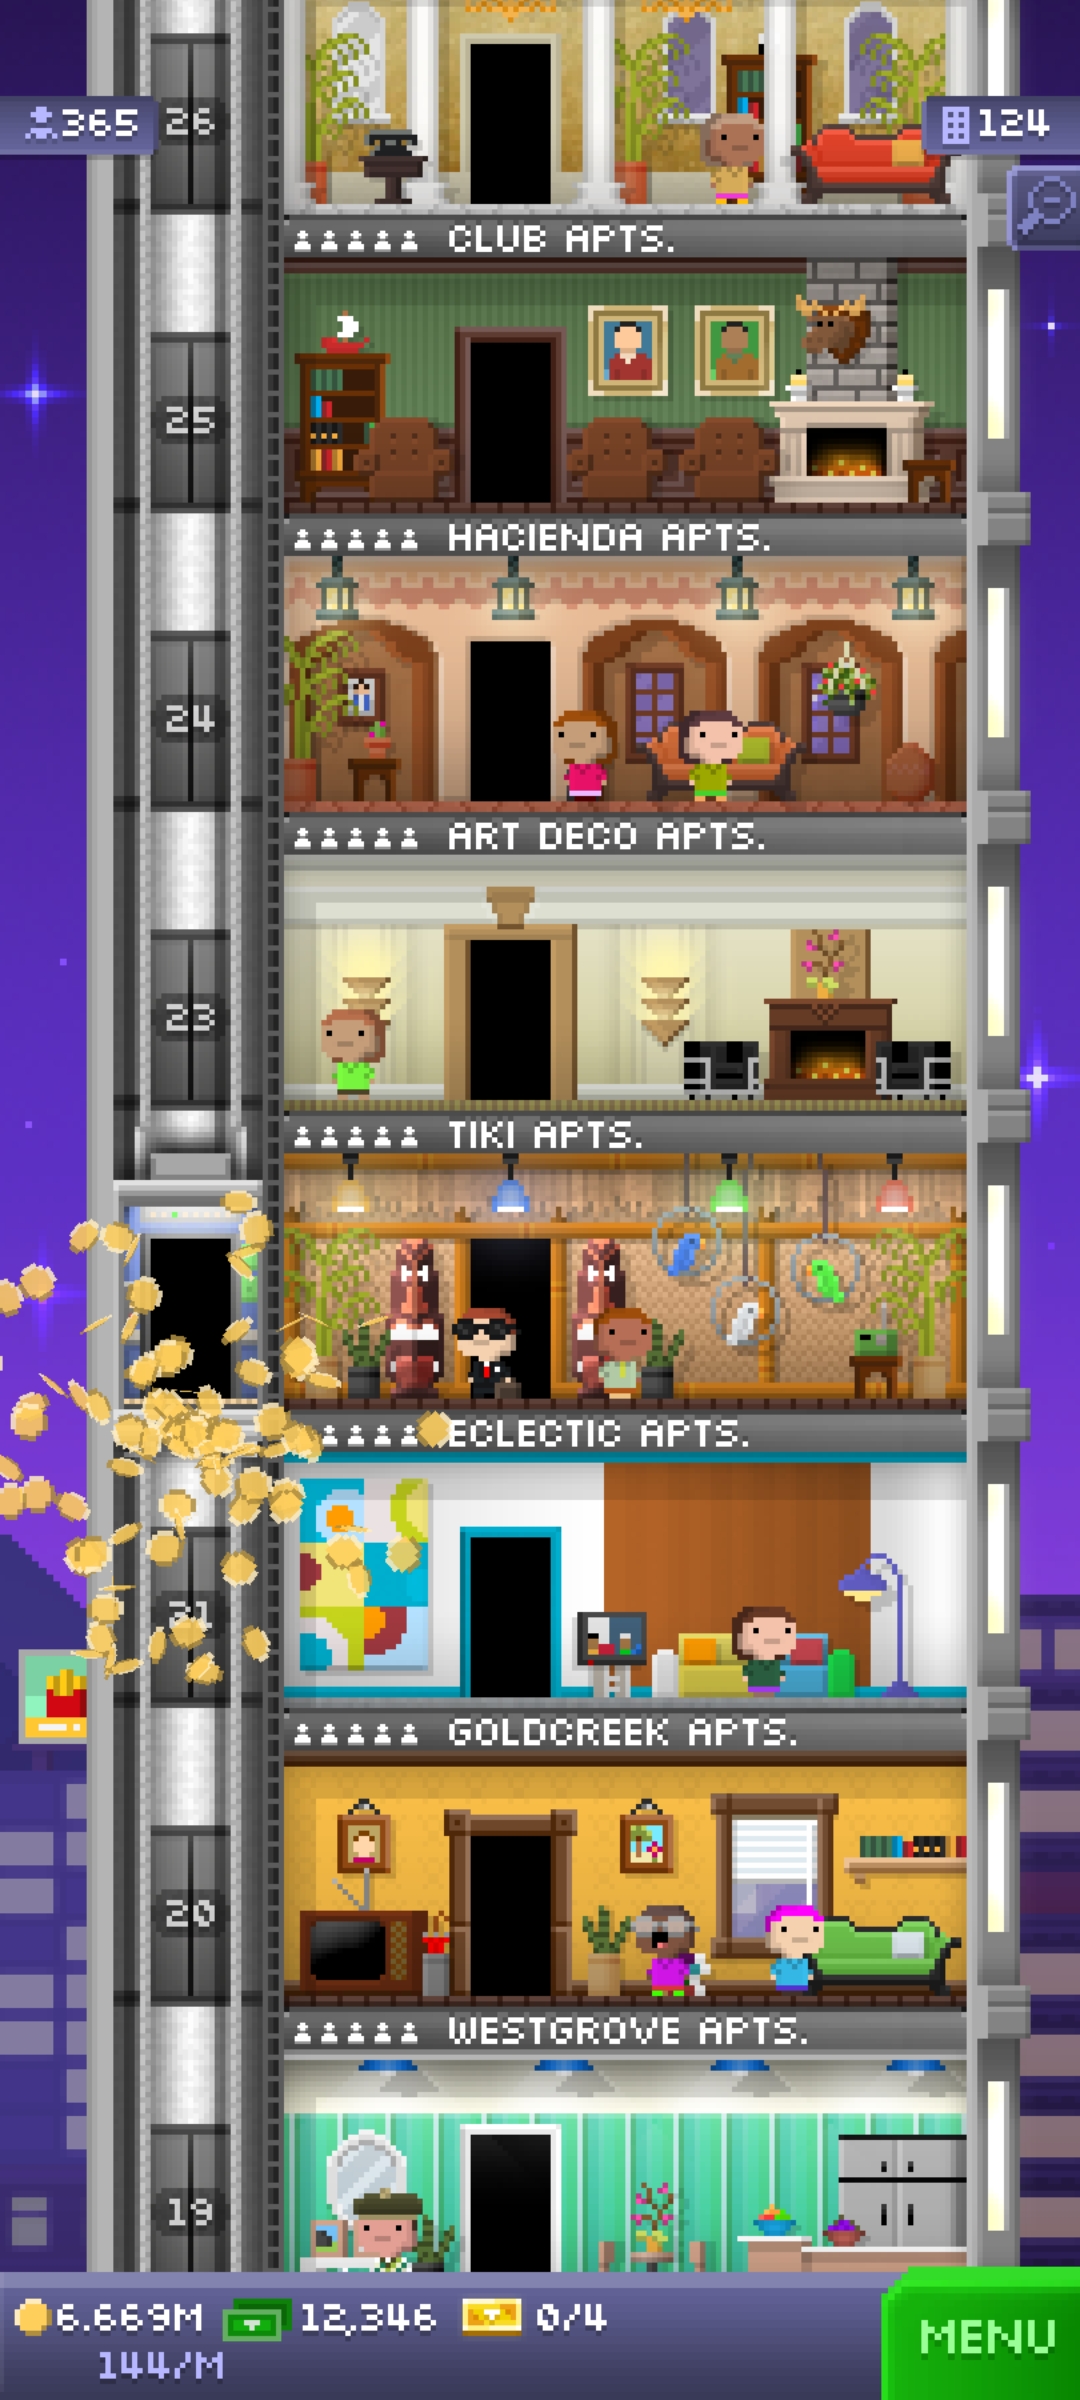 365
26
124
CLUB APTS.
25
HACIENDA APTS.
24
ART DECO APTS.
23
TIKI APTS.
ECLECTIC APTS.
21
GOLDCREEK APTS.
20
WESTGROVE APTS.
19
6.669M 12,346 0/4
144/M
MENU